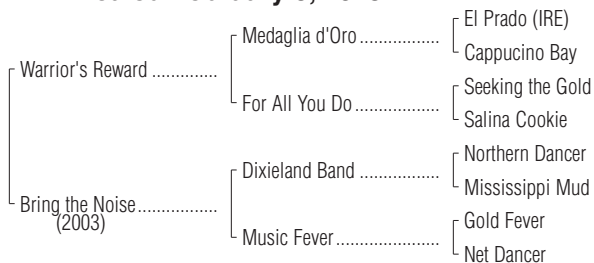 El Prado (IRE)
Medaglia d'Oro ..................
Cappucino Bay
Warrior's Reward .............
Seeking the Gold
For All You Do ..................
Salina Cookie
Northern Dancer
Dixieland Band .................
Mississippi Mud
Bring the Noise................
(2003)
Gold Fever
Music Fever......................
Net Dancer